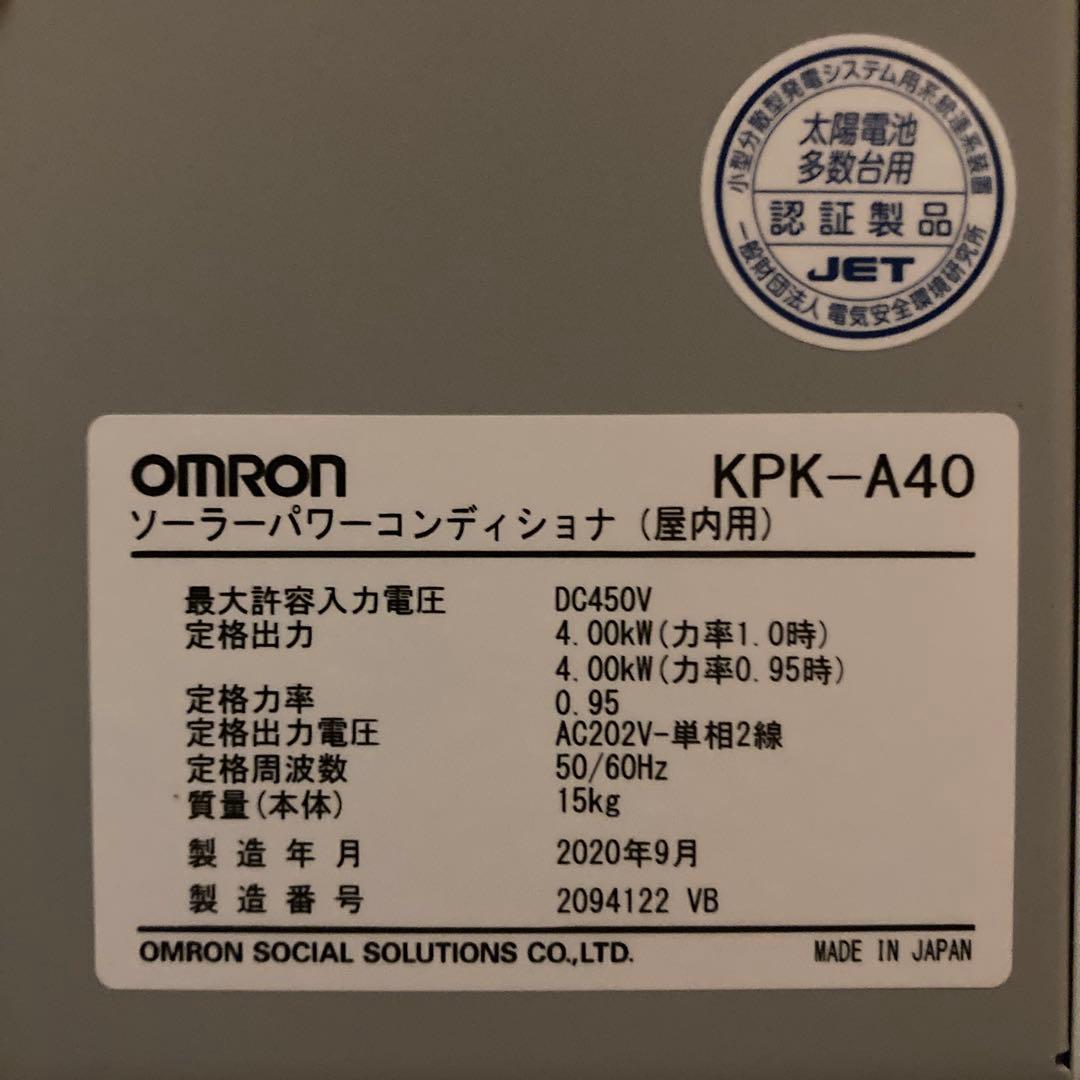 小型分散型発電システム用系統連系装置
太陽電池
多数台用
認証製品
JET
一般財団法人 電気安全環境研究所
OMRON KPK-A40
ソーラーパワーコンディショナ (屋内用)
最大許容入力電圧 DC450V
定格出力 4.00kW(力率1.0時)
4.00kW(力率0.95時)
定格力率 0.95
定格出力電圧 AC202V-単相2線
定格周波数 50/60Hz
質量(本体) 15kg
製造年月 2020年9月
製造番号 2094122 VB
OMRON SOCIAL SOLUTIONS CO.,LTD. MADE IN JAPAN